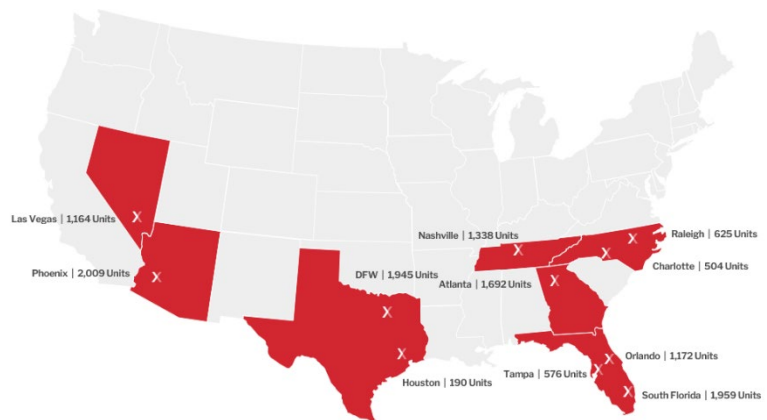 Las Vegas | 1,164 Units
Phoenix | 2,009 Units
DFW | 1,945 Units
Houston | 190 Units
Nashville | 1,338 Units
Atlanta | 1,692 Units
Raleigh | 625 Units
Charlotte | 504 Units
Orlando | 1,172 Units
Tampa | 576 Units
South Florida | 1,959 Units